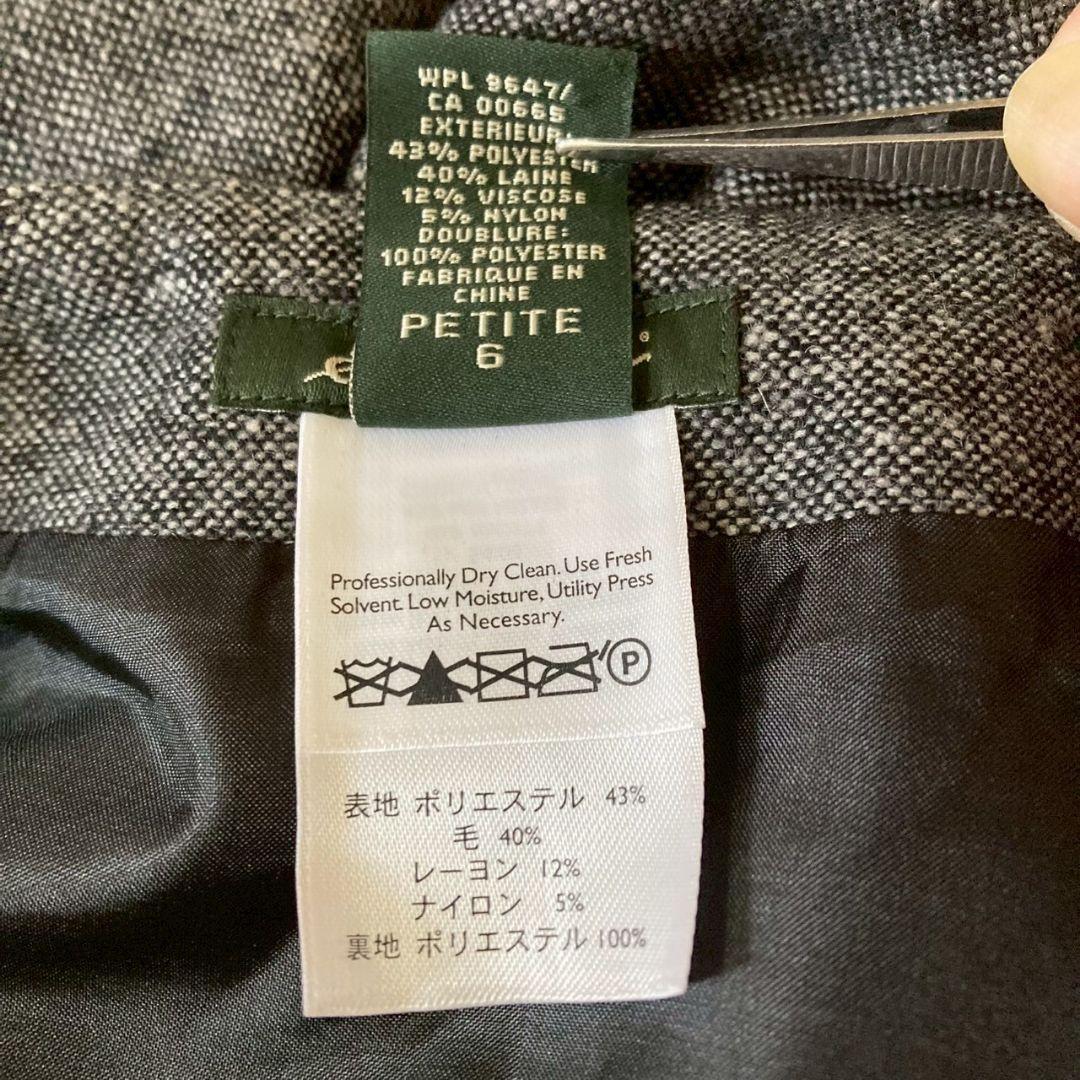 WPL 9647/
CA 00665
EXTERIEUR:
43% POLYESTER
40% LAINE
12% VISCOSE
5% NYLON
DOUBLURE:
100% POLYESTER
FABRIQUE EN
CHINE
PETITE
6
Professionally Dry Clean. Use Fresh
Solvent. Low Moisture, Utility Press
As Necessary.
P
表地 ポリエステル 43%
毛 40%
レーヨン 12%
ナイロン 5%
裏地 ポリエステル 100%